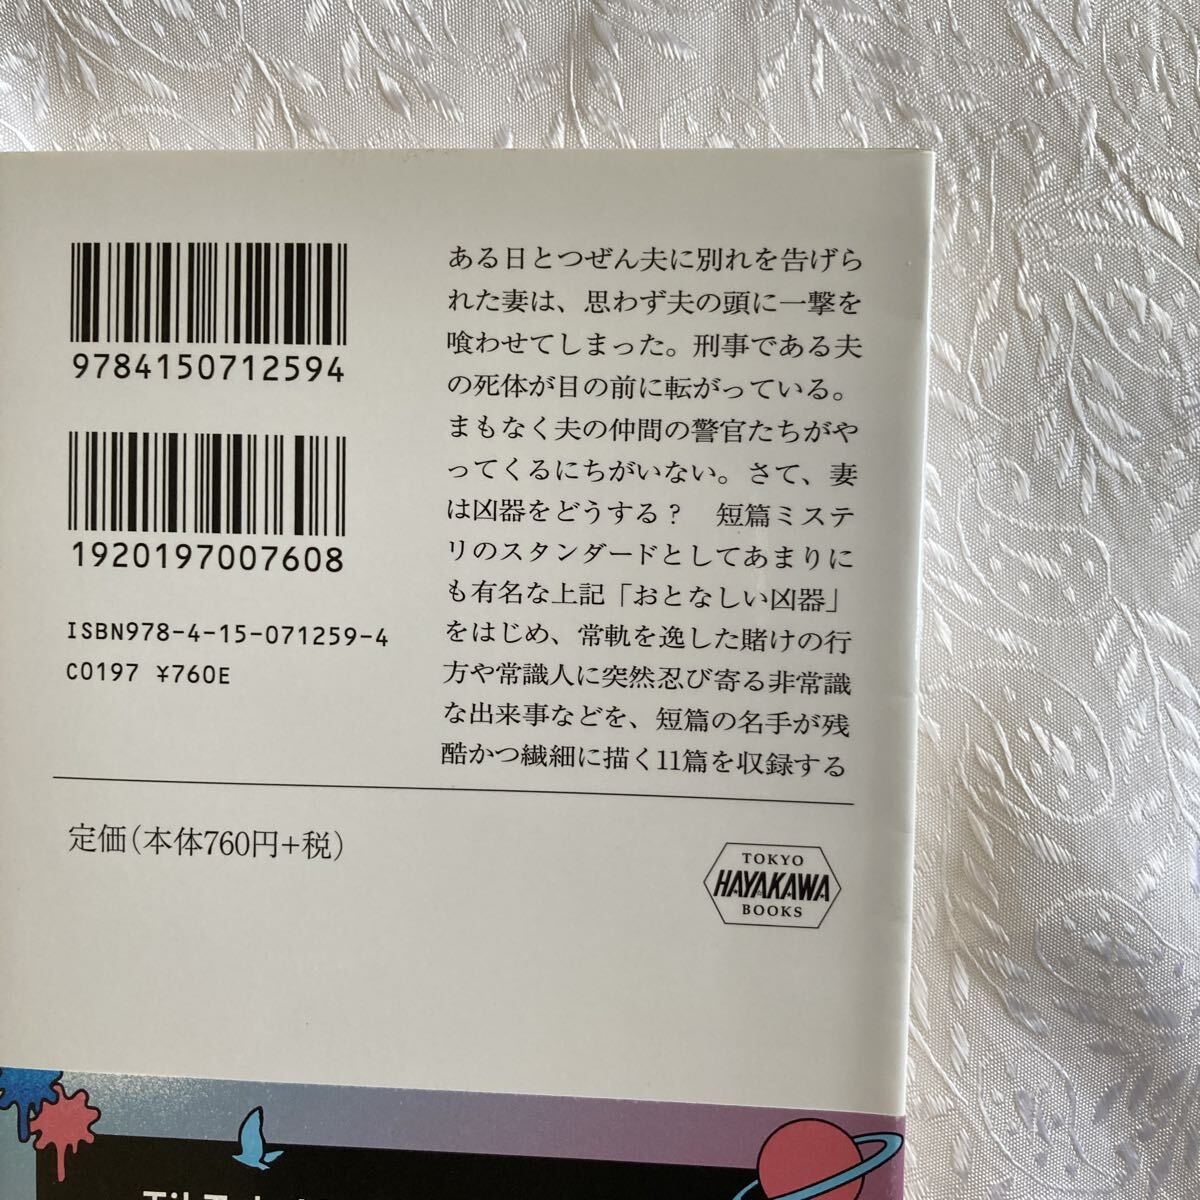 9784150712594
1920197007608
ISBN978-4-15-071259-4
C0197 ¥760E
ある日とつぜん夫に別れを告げら
れた妻は、思わず夫の頭に一撃を
喰わせてしまった。刑事である夫
の死体が目の前に転がっている。
まもなく夫の仲間の警官たちがや
ってくるにちがいない。さて、妻
は凶器をどうする？　短篇ミステ
リのスタンダードとしてあまりに
も有名な上記「おとなしい凶器」
をはじめ、常軌を逸した賭けの行
方や常識人に突然忍び寄る非常識
な出来事などを、短篇の名手が残
酷かつ繊細に描く11篇を収録する
定価(本体760円+税)
TOKYO
HAYAKAWA
BOOKS